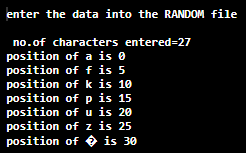 enter the data into the RANDOM file
no.of characters entered=27
position of a is 0
position of f is 5
position of k is 10
position of p is 15
position of u is 20
position of z is 25
position of � is 30